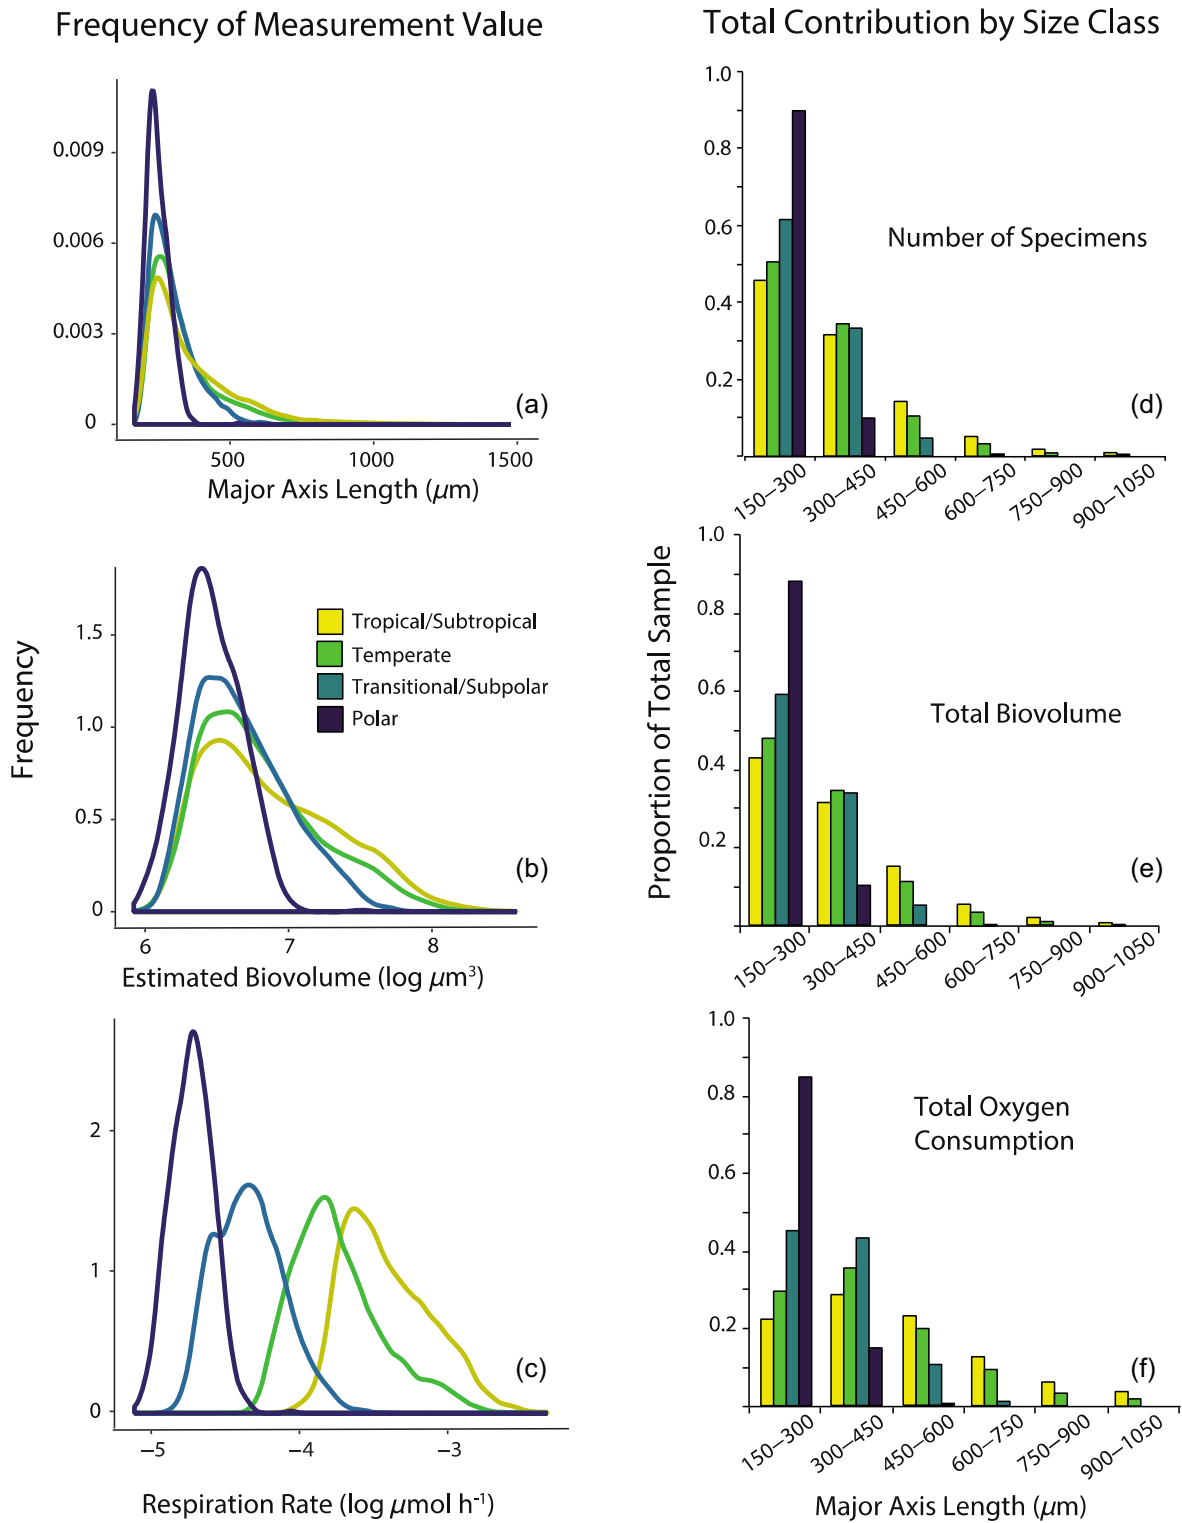 Frequency of Measurement Value
Total Contribution by Size Class
0.009
0.006
0.003
0
(a)
500
1000
1500
Major Axis Length (μm)
1.0
0.8
0.6
0.4
0.2
Number of Specimens
(d)
150–300
300–450
450–600
600–750
750–900
900–1050
Frequency
1.5
1.0
0.5
0
Tropical/Subtropical
Temperate
Transitional/Subpolar
Polar
(b)
6
7
8
Estimated Biovolume (log μm³)
Proportion of Total Sample
1.0
0.8
0.6
0.4
0.2
Total Biovolume
(e)
150–300
300–450
450–600
600–750
750–900
900–1050
2
1
0
(c)
–5
–4
–3
Respiration Rate (log μmol h⁻¹)
1.0
0.8
0.6
0.4
0.2
Total Oxygen
Consumption
(f)
150–300
300–450
450–600
600–750
750–900
900–1050
Major Axis Length (μm)